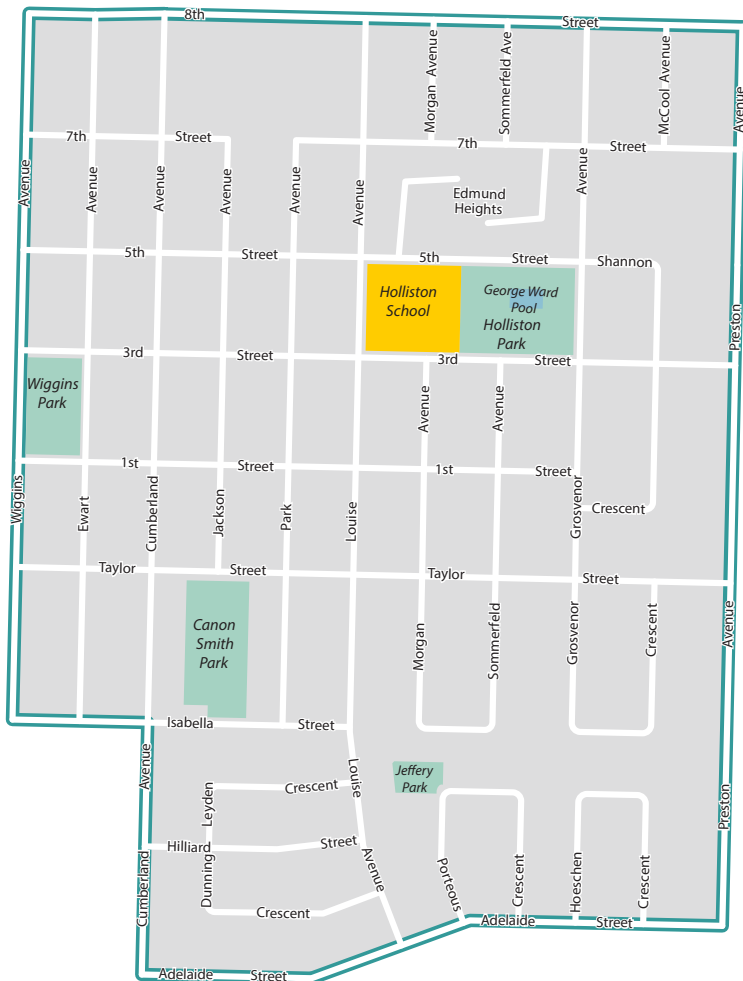 8th
Street
Morgan Avenue
Sommerfeld Ave
McCool Avenue
Avenue
7th
Street
7th
Street
Avenue
Avenue
Avenue
Avenue
Avenue
Avenue
Avenue
Edmund
Heights
5th
Street
5th
Street
Shannon
Holliston
School
George Ward
Pool
Holliston
Park
Preston
3rd
Street
3rd
Street
Wiggins
Park
Avenue
Avenue
1st
Street
1st
Street
Wiggins
Ewart
Cumberland
Jackson
Park
Louise
Grosvenor
Crescent
Taylor
Street
Taylor
Street
Canon
Smith
Park
Morgan
Sommerfeld
Grosvenor
Crescent
Avenue
Isabella
Street
Avenue
Louise
Jeffery
Park
Leyden
Crescent
Preston
Hilliard
Street
Cumberland
Dunning
Avenue
Porteous
Crescent
Hoeschen
Crescent
Crescent
Adelaide
Street
Adelaide
Street